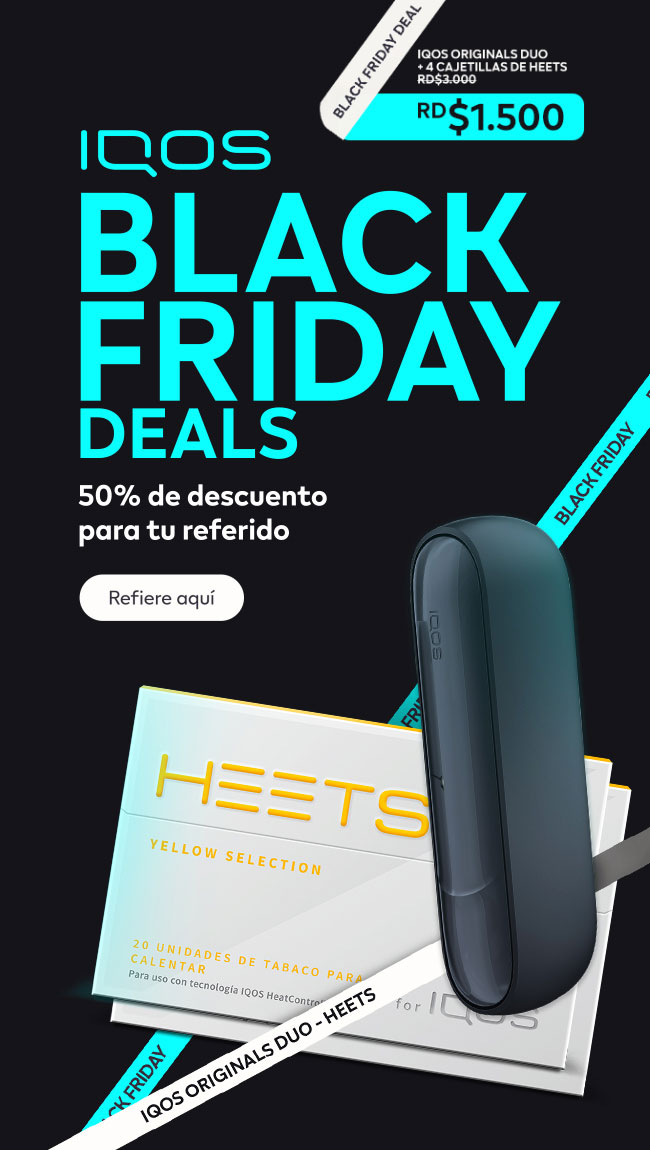 BLACK FRIDAY DEAL
IQOS ORIGINALS DUO
+ 4 CAJETILLAS DE HEETS
RD$3.000
RD$1.500
IQOS
BLACK
FRIDAY
DEALS
50% de descuento
para tu referido
Refiere aquí
BLACK FRIDAY
IQOS
HEETS
YELLOW SELECTION
20 UNIDADES DE TABACO PARA
CALENTAR
Para uso con tecnología IQOS HeatControl
for IQOS
IQOS ORIGINALS DUO - HEETS
FRIDAY